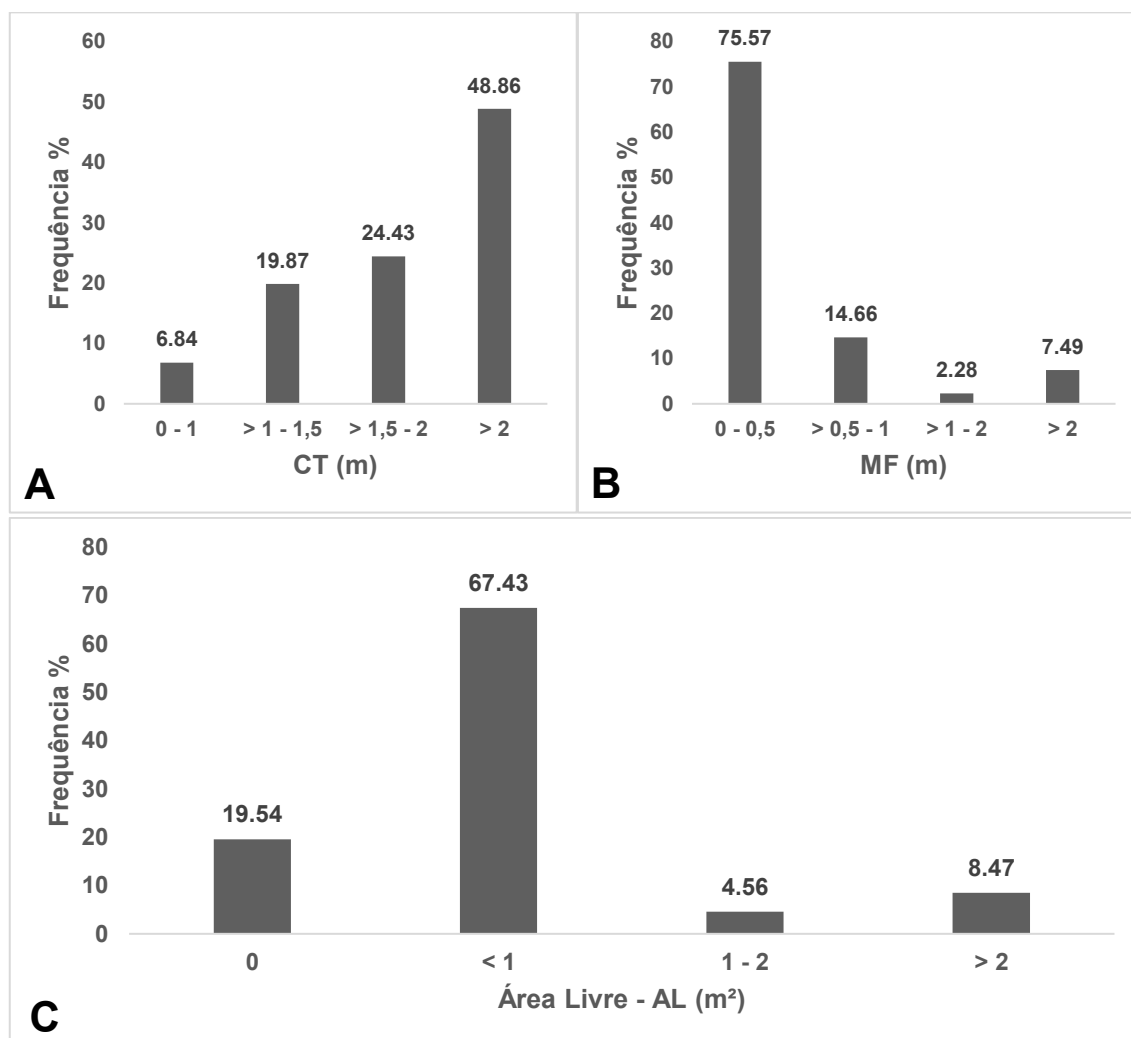 Frequência %
60
50
40
30
20
10
0
6.84
19.87
24.43
48.86
0 - 1
> 1 - 1,5
> 1,5 - 2
> 2
CT (m)
A
Frequência %
80
70
60
50
40
30
20
10
0
75.57
14.66
2.28
7.49
0 - 0,5
> 0,5 - 1
> 1 - 2
> 2
MF (m)
B
Frequência %
80
70
60
50
40
30
20
10
0
19.54
67.43
4.56
8.47
0
< 1
1 - 2
> 2
Área Livre - AL (m²)
C